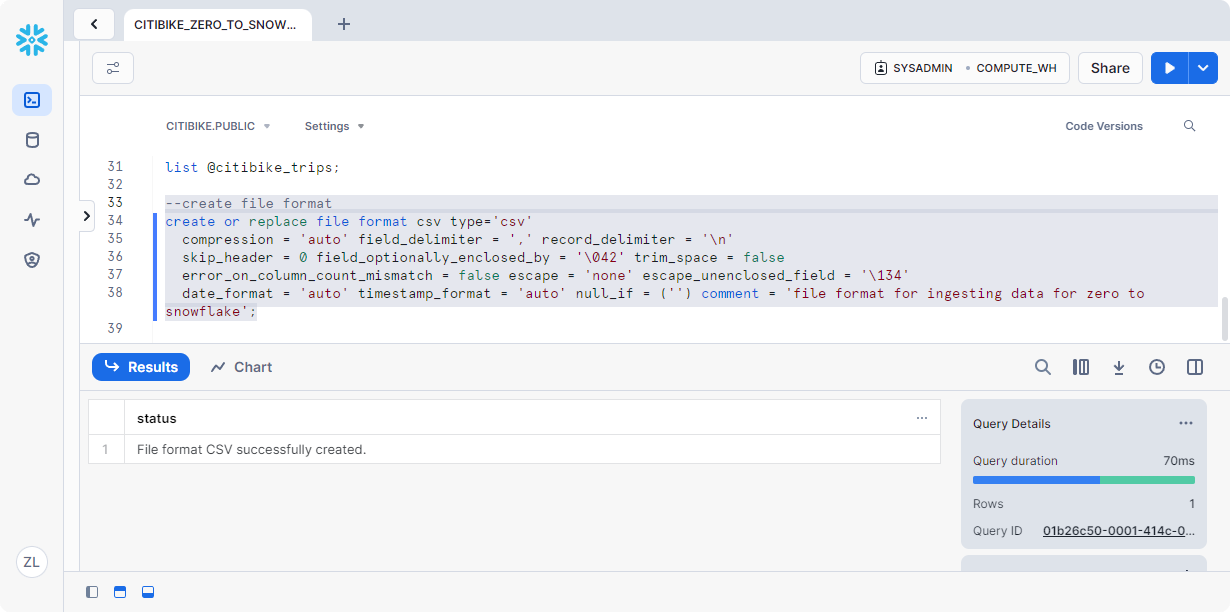 CITIBIKE_ZERO_TO_SNOW...
SYSADMIN COMPUTE_WH
Share
CITIBIKE.PUBLIC
Settings
Code Versions
31 list @citibike_trips;
32
33 --create file format
34 create or replace file format csv type='csv'
35 compression = 'auto' field_delimiter = ',' record_delimiter = '\n'
36 skip_header = 0 field_optionally_enclosed_by = '\042' trim_space = false
37 error_on_column_count_mismatch = false escape = 'none' escape_unenclosed_field = '\134'
38 date_format = 'auto' timestamp_format = 'auto' null_if = ('') comment = 'file format for ingesting data for zero to
snowflake';
39
Results
Chart
status
1 File format CSV successfully created.
Query Details
Query duration 70ms
Rows 1
Query ID 01b26c50-0001-414c-0...
ZL